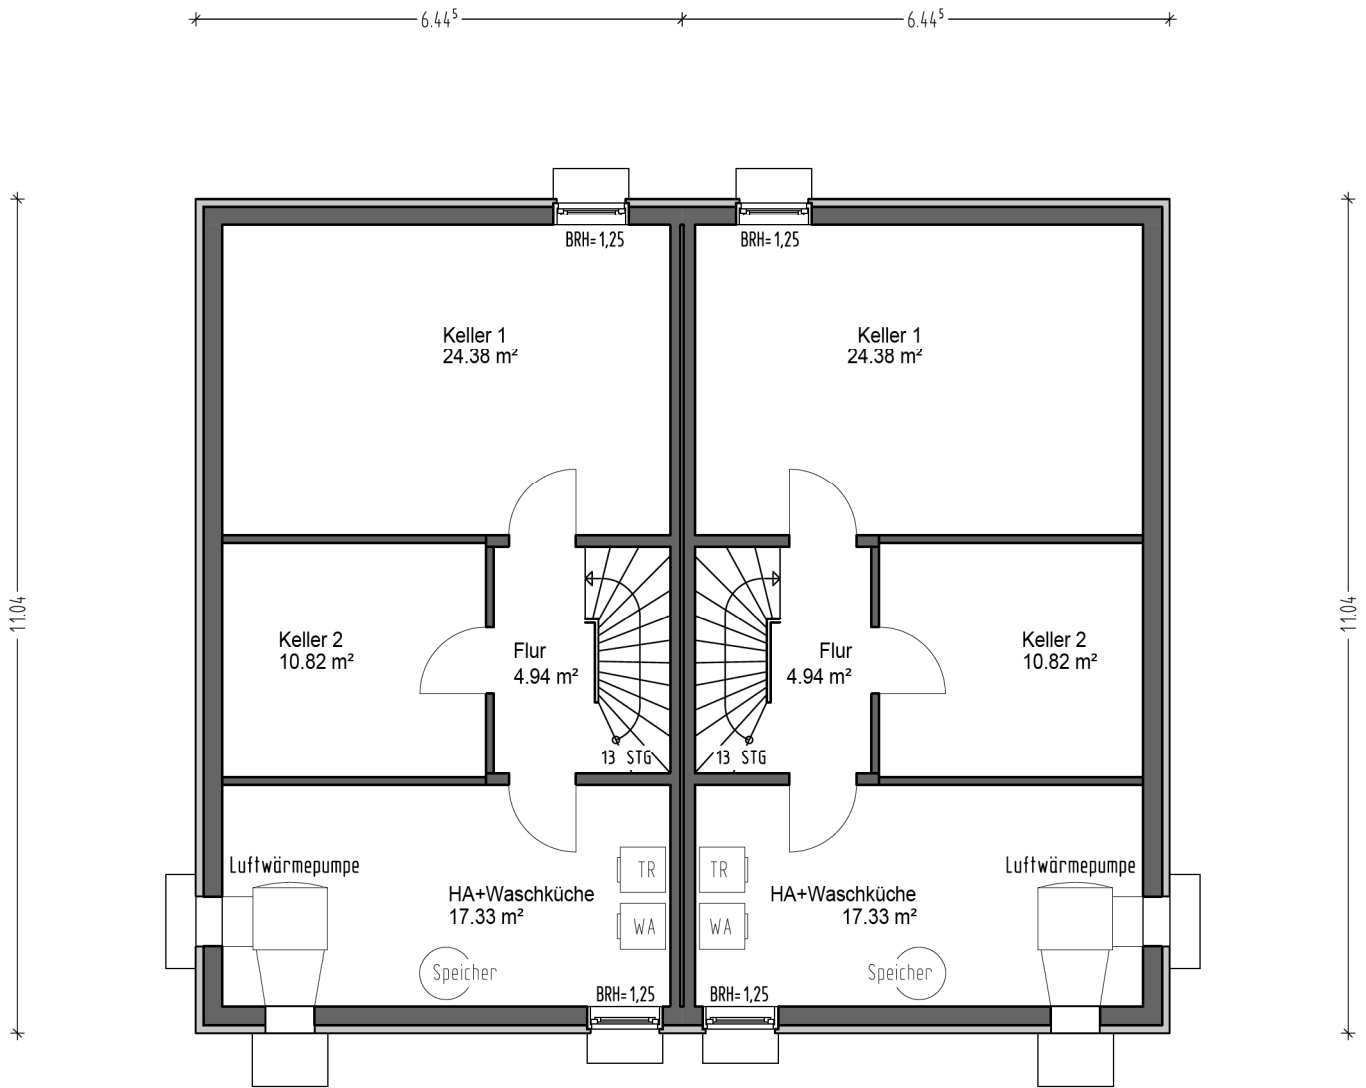 6.44⁵ 6.44⁵
BRH= 1,25 BRH= 1,25
Keller 1 Keller 1
24.38 m² 24.38 m²
11.04 11.04
Keller 2 Flur Flur Keller 2
10.82 m² 4.94 m² 4.94 m² 10.82 m²
13 STG 13 STG
Luftwärmepumpe TR TR Luftwärmepumpe
HA+Waschküche HA+Waschküche
17.33 m² WA WA 17.33 m²
Speicher Speicher
BRH= 1,25 BRH= 1,25